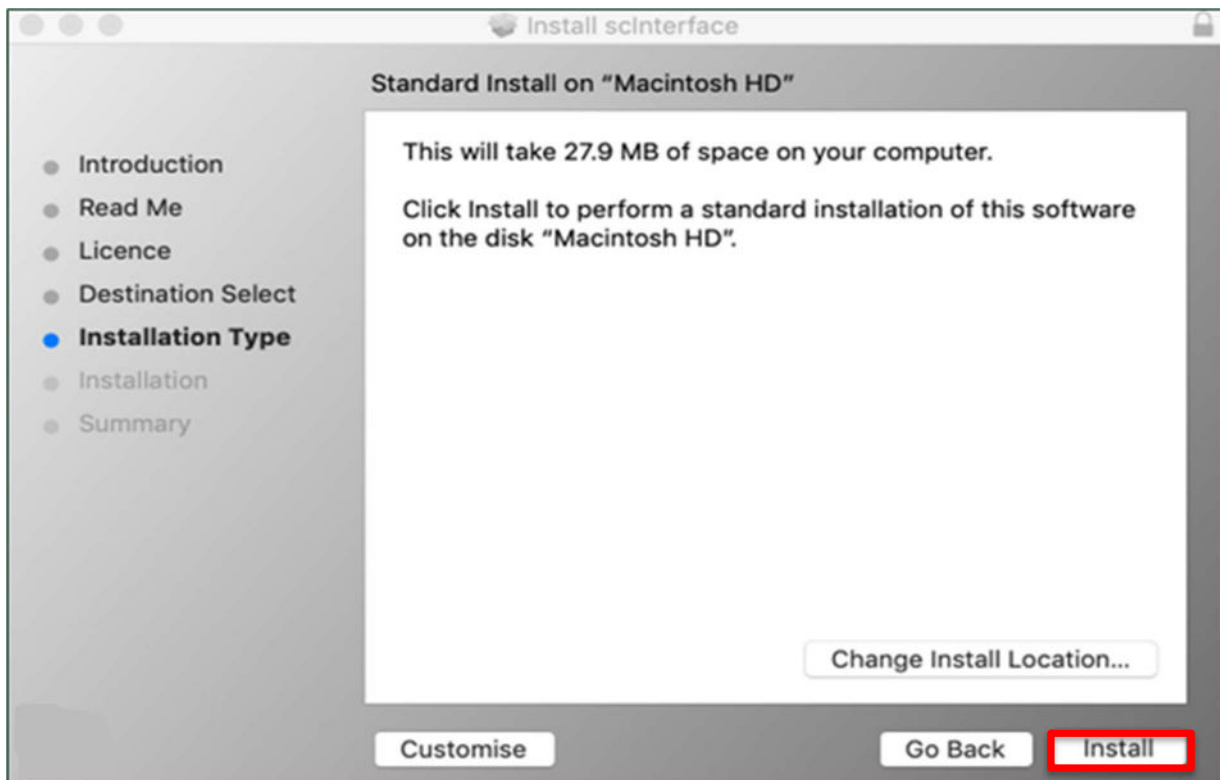 Install scInterface
Standard Install on “Macintosh HD”
Introduction
Read Me
Licence
Destination Select
Installation Type
Installation
Summary
This will take 27.9 MB of space on your computer.
Click Install to perform a standard installation of this software
on the disk “Macintosh HD”.
Change Install Location...
Customise
Go Back
Install